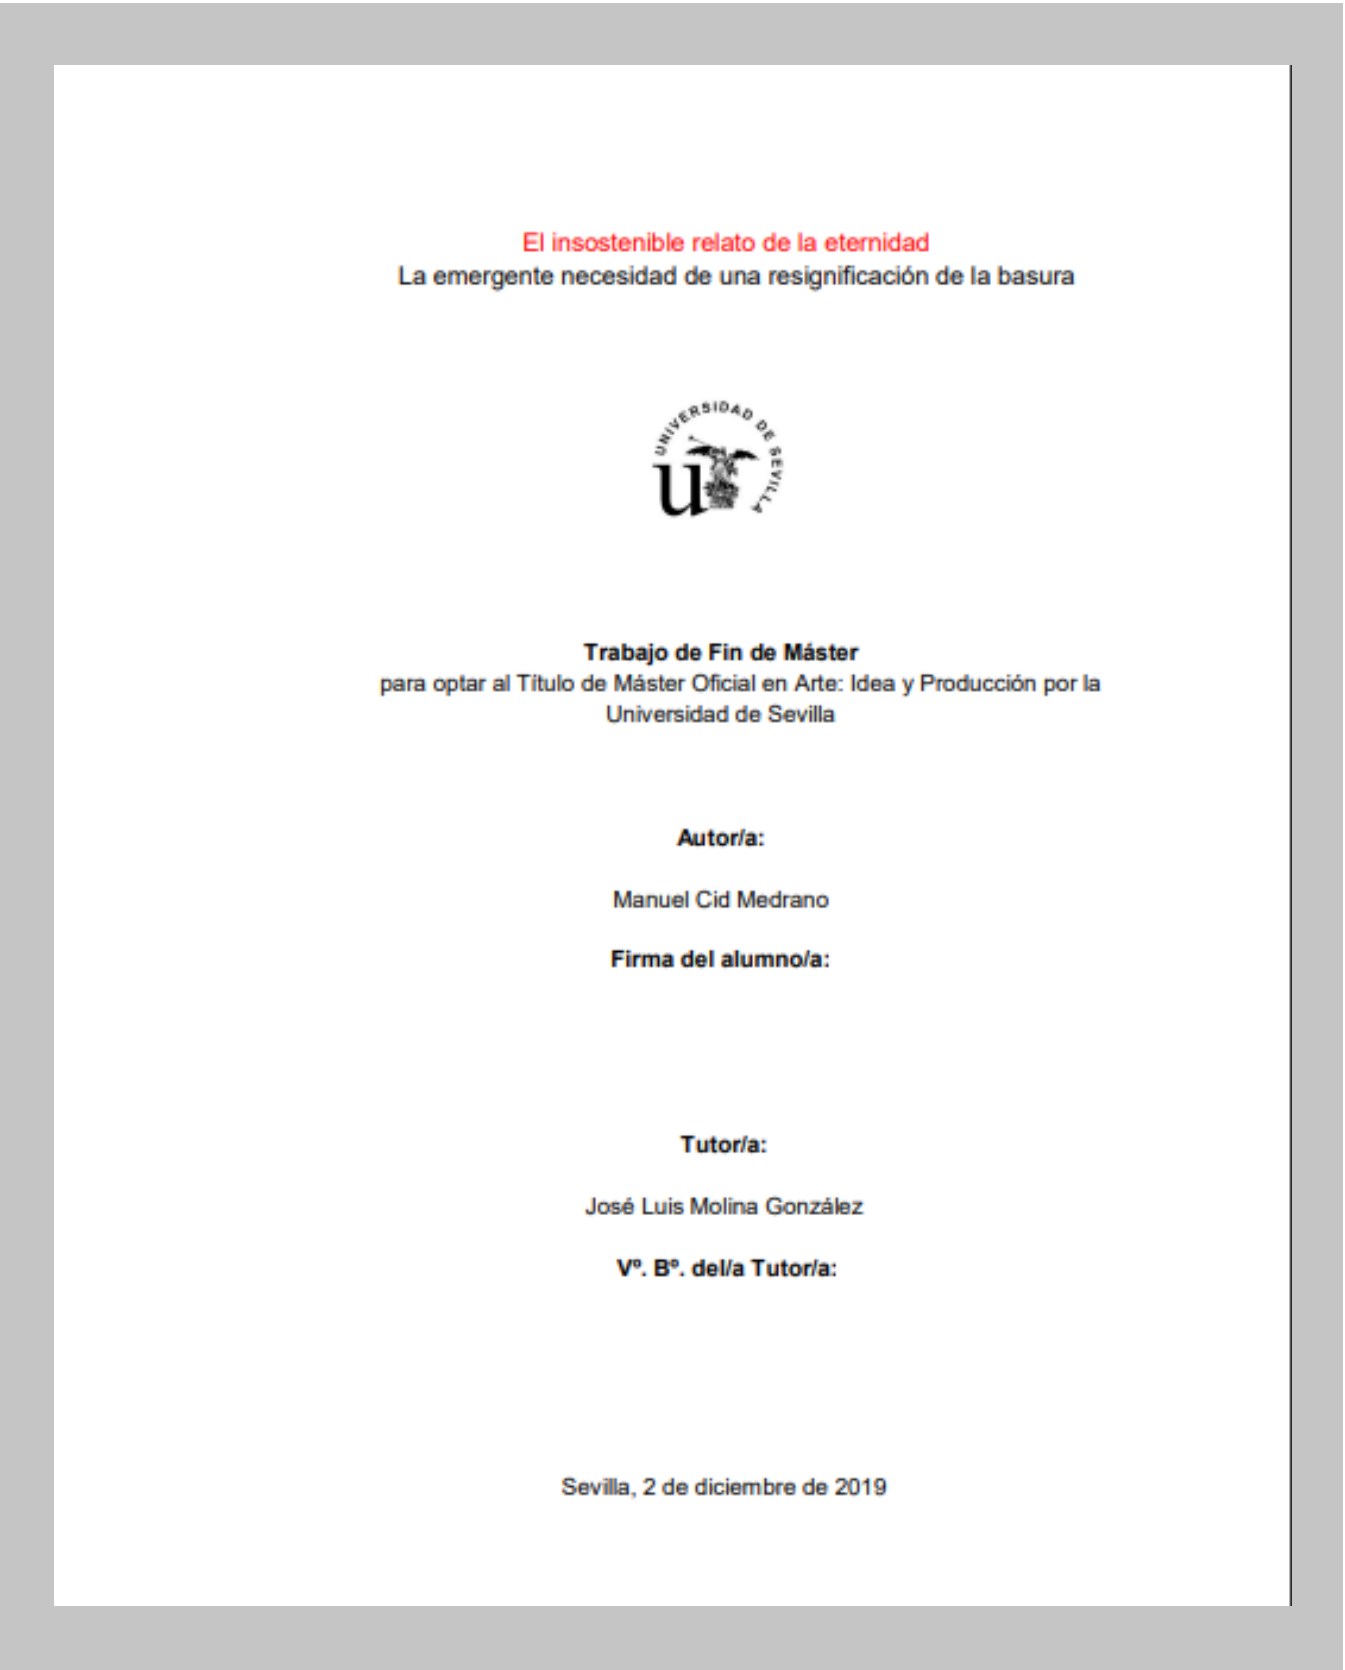 El insostenible relato de la eternidad
La emergente necesidad de una resignificación de la basura
UNIVERSIDAD DE SEVILLA
u
Trabajo de Fin de Máster
para optar al Título de Máster Oficial en Arte: Idea y Producción por la
Universidad de Sevilla
Autor/a:
Manuel Cid Medrano
Firma del alumno/a:
Tutor/a:
José Luis Molina González
Vº. Bº. del/a Tutor/a:
Sevilla, 2 de diciembre de 2019